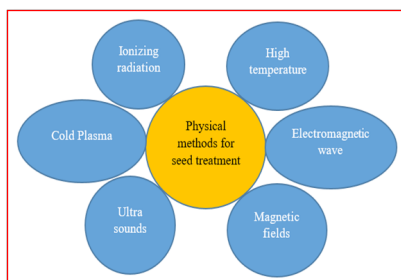 Ionizing
radiation
High
temperature
Cold Plasma
Physical
methods for
seed treatment
Electromagnetic
wave
Ultra
sounds
Magnetic
fields